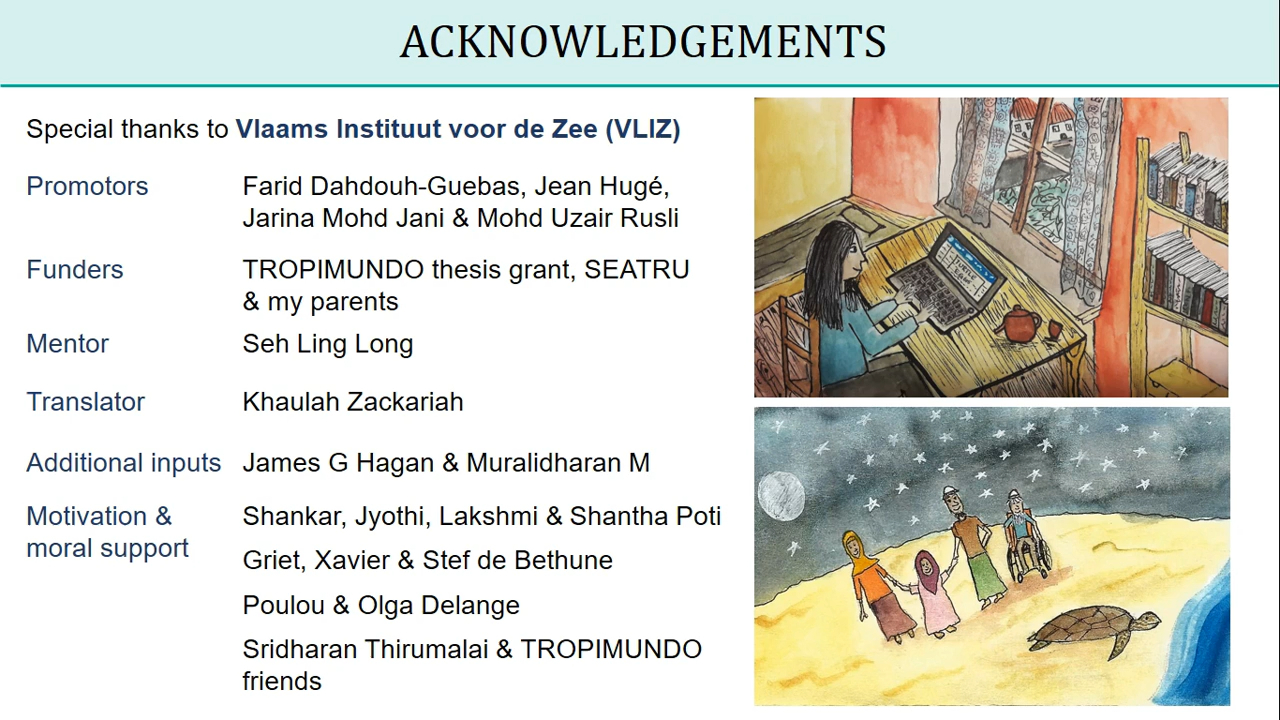 ACKNOWLEDGEMENTS
Special thanks to Vlaams Instituut voor de Zee (VLIZ)
Promotors Farid Dahdouh-Guebas, Jean Hugé,
Jarina Mohd Jani & Mohd Uzair Rusli
Funders TROPIMUNDO thesis grant, SEATRU
& my parents
Mentor Seh Ling Long
Translator Khaulah Zackariah
Additional inputs James G Hagan & Muralidharan M
Motivation & Shankar, Jyothi, Lakshmi & Shantha Poti
moral support
Griet, Xavier & Stef de Bethune
Poulou & Olga Delange
Sridharan Thirumalai & TROPIMUNDO
friends